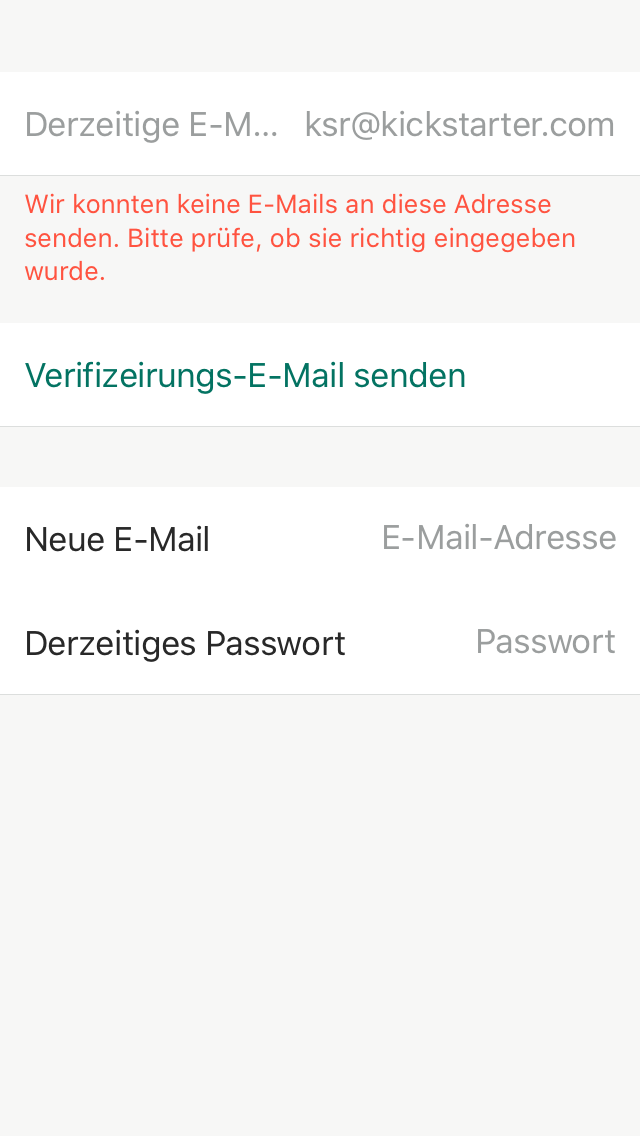 Derzeitige E-M... ksr@kickstarter.com
Wir konnten keine E-Mails an diese Adresse
senden. Bitte prüfe, ob sie richtig eingegeben
wurde.
Verifizeirungs-E-Mail senden
Neue E-Mail E-Mail-Adresse
Derzeitiges Passwort Passwort